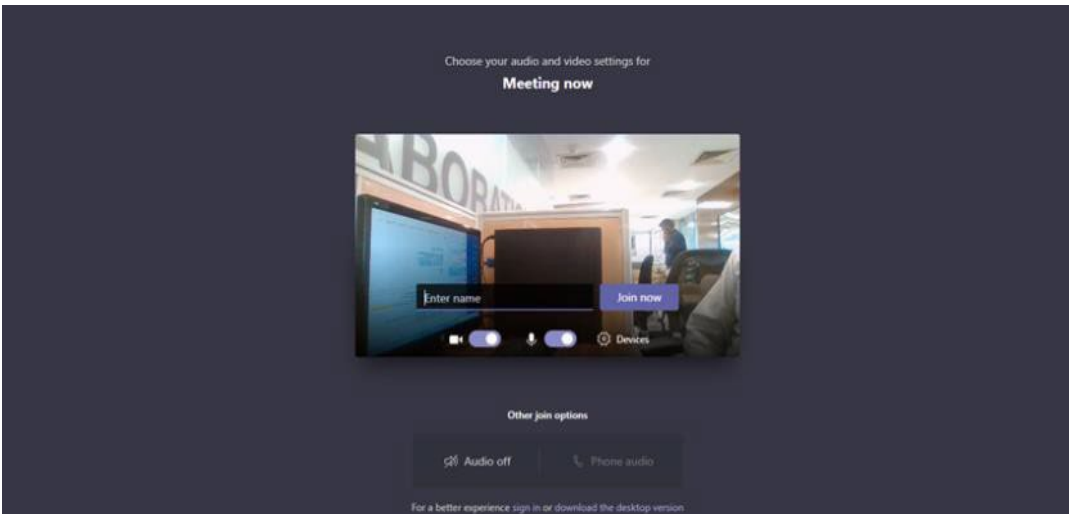 Choose your audio and video settings for
Meeting now
BORATIO
Enter name
Join now
Devices
Other join options
Audio off
Phone audio
For a better experience sign in or download the desktop version